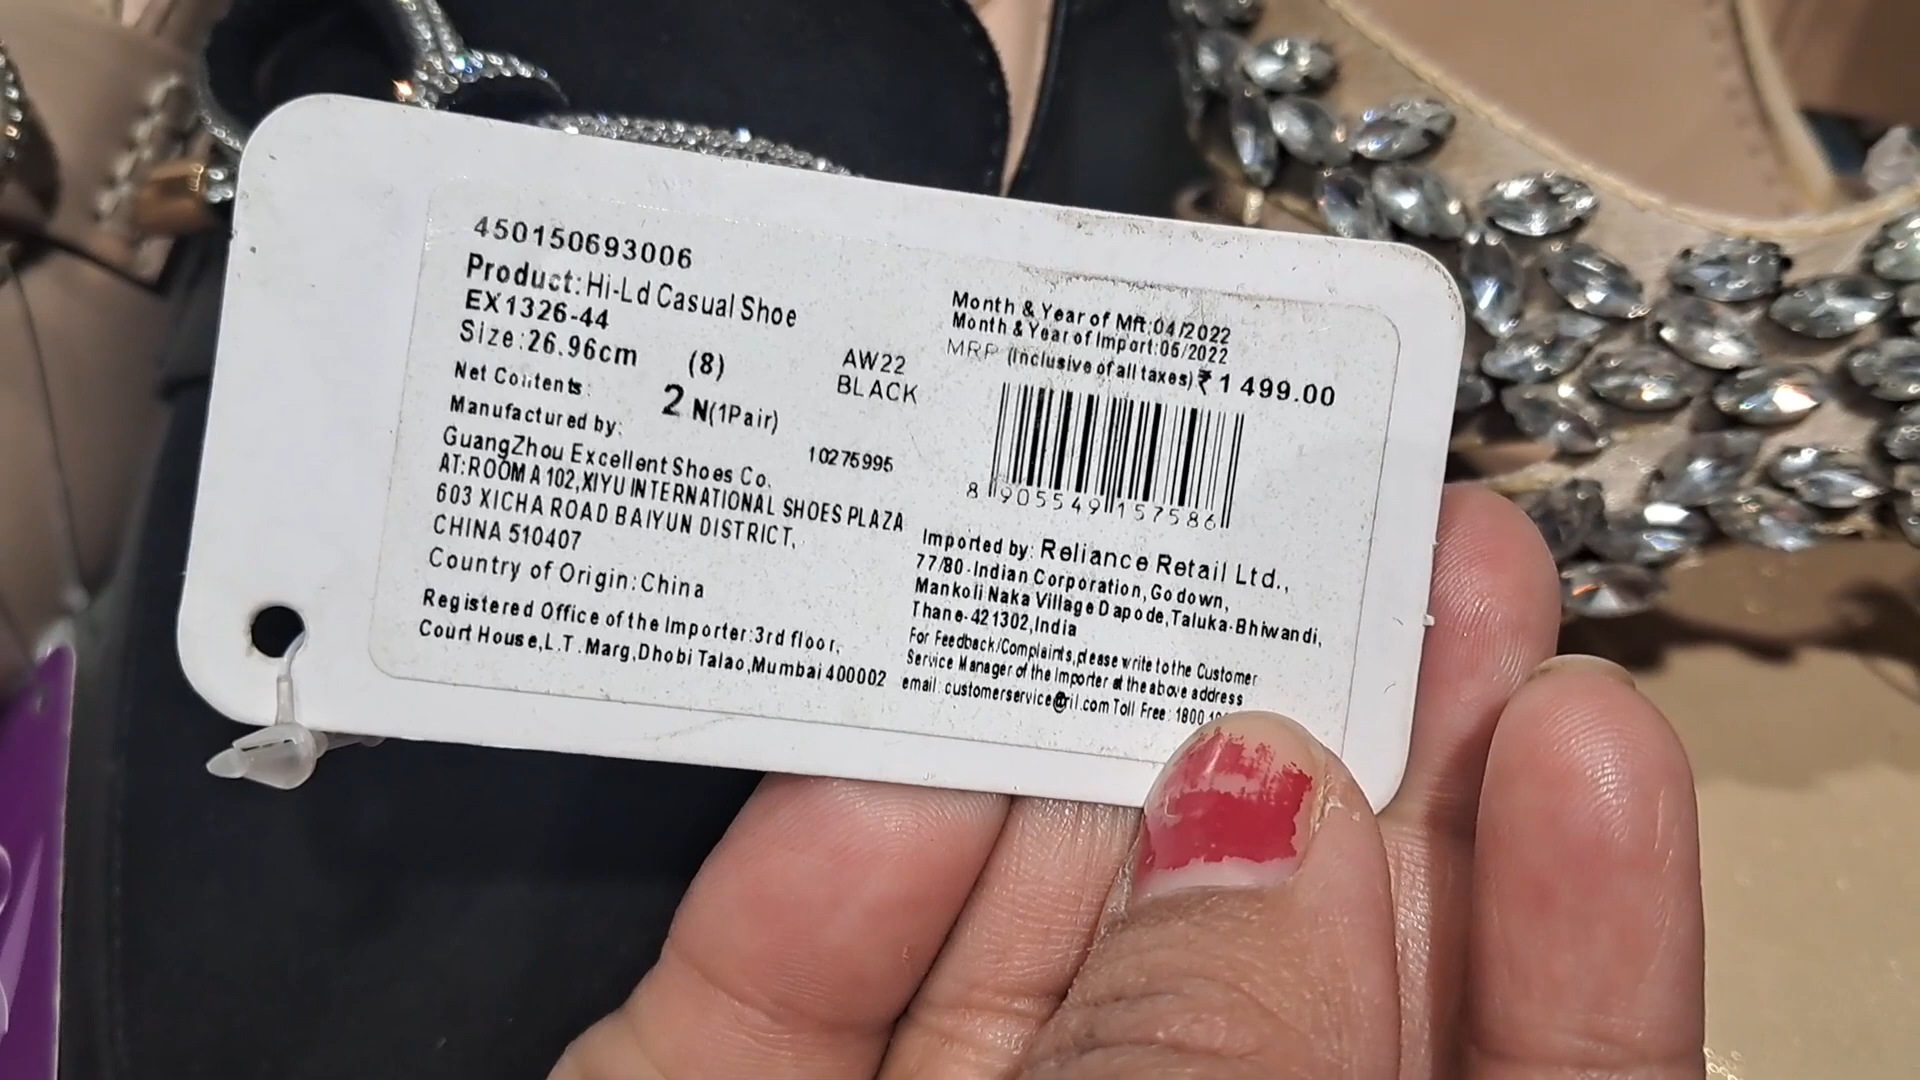 450150693006
Product:Hi-Ld Casual Shoe
EX1326-44
Size:26.96cm (8)
AW22
BLACK
Net Contents:
2 N(1Pair)
Manufactured by:
10275995
GuangZhou Excellent Shoes Co.
AT:ROOM A 102,XIYU INTERNATIONAL SHOES PLAZA
603 XICHA ROAD BAIYUN DISTRICT,
CHINA 510407
Country of Origin:China
Registered Office of the Importer:3rd floor,
Court House,L.T.Marg,Dhobi Talao,Mumbai 400002
Month & Year of Mft:04/2022
Month & Year of Import:05/2022
MRP (Inclusive of all taxes) ₹ 1 499.00
8 905549 157586
Imported by: Reliance Retail Ltd.,
77/80-Indian Corporation,Godown,
Mankoli Naka Village Dapode,Taluka-Bhiwandi,
Thane-421302,India
For Feedback/Complaints,please write to the Customer
Service Manager of the Importer at the above address
email:customerservice@ril.com Toll Free: 1800